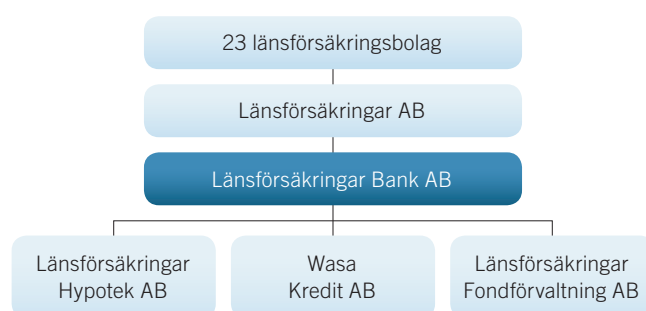 23 länsförsäkringsbolag
Länsförsäkringar AB
Länsförsäkringar Bank AB
Länsförsäkringar
Hypotek AB
Wasa
Kredit AB
Länsförsäkringar
Fondförvaltning AB